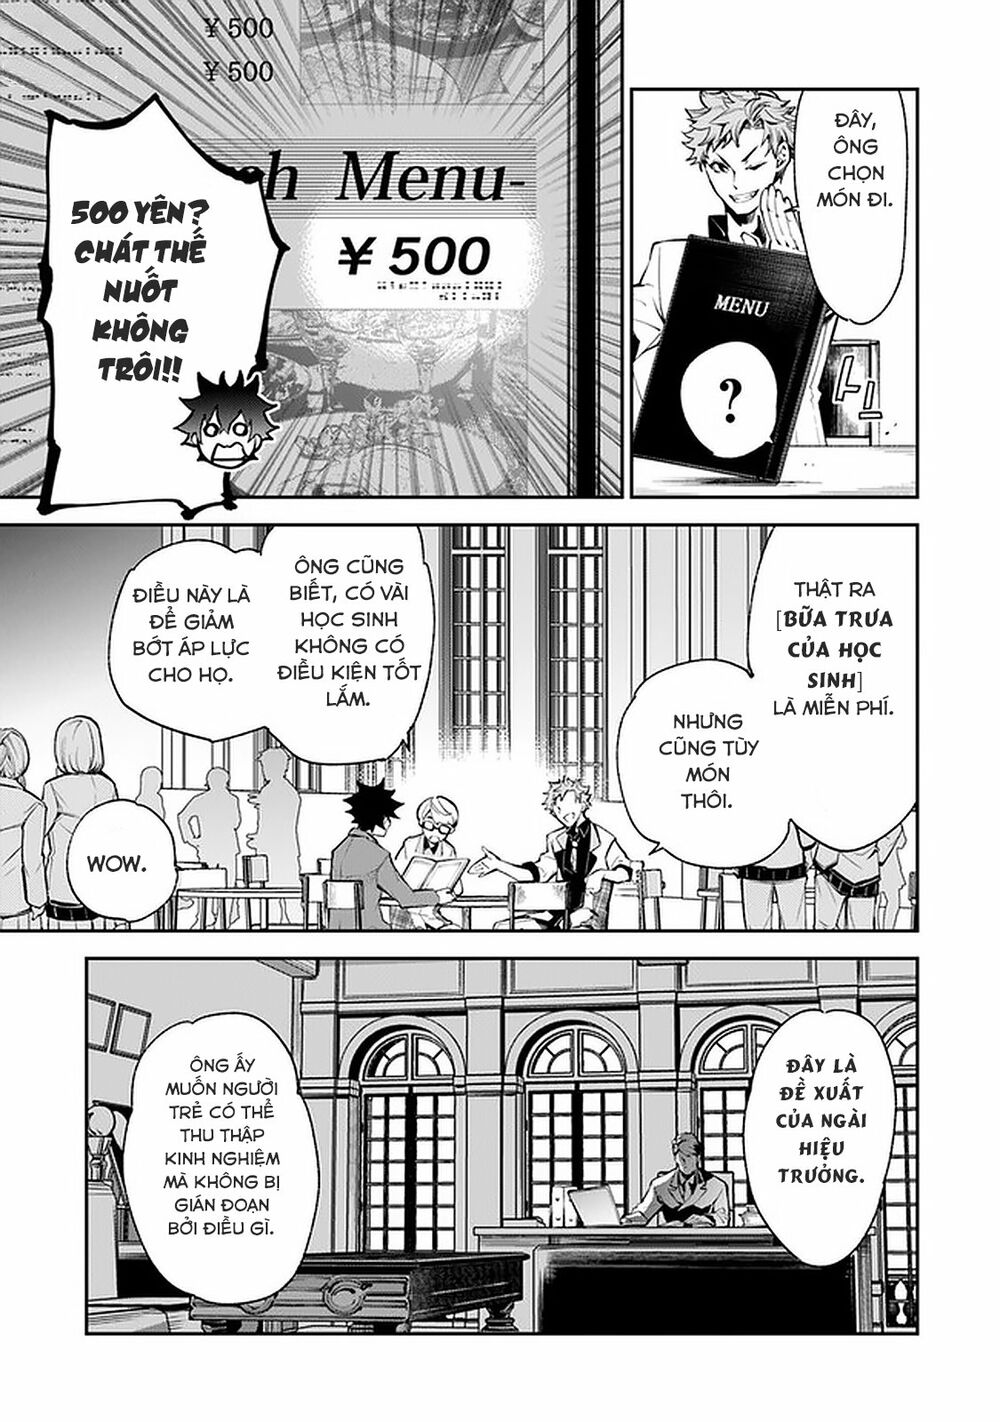 ĐÂY,
ÔNG
CHỌN
MÓN ĐI.
MENU
?
トン
¥500
¥500
ch Menu-
¥500
500 YÊN?
CHÁT THẾ
NUỐT
KHÔNG
TRÔI!!
THẬT RA
[BỮA TRƯA
CỦA HỌC
SINH]
LÀ MIỄN PHÍ.
NHƯNG
CŨNG TÙY
MÓN
THÔI.
ÔNG CŨNG
BIẾT, CÓ VÀI
HỌC SINH
KHÔNG CÓ
ĐIỀU KIỆN TỐT
LẮM.
ĐIỀU NÀY LÀ
ĐỂ GIẢM
BỚT ÁP LỰC
CHO HỌ.
WOW.
ĐÂY LÀ
ĐỀ XUẤT
CỦA NGÀI
HIỆU
TRƯỞNG.
ÔNG ẤY
MUỐN NGƯỜI
TRẺ CÓ THỂ
THU THẬP
KINH NGHIỆM
MÀ KHÔNG BỊ
GIÁN ĐOẠN
BỞI ĐIỀU GÌ.